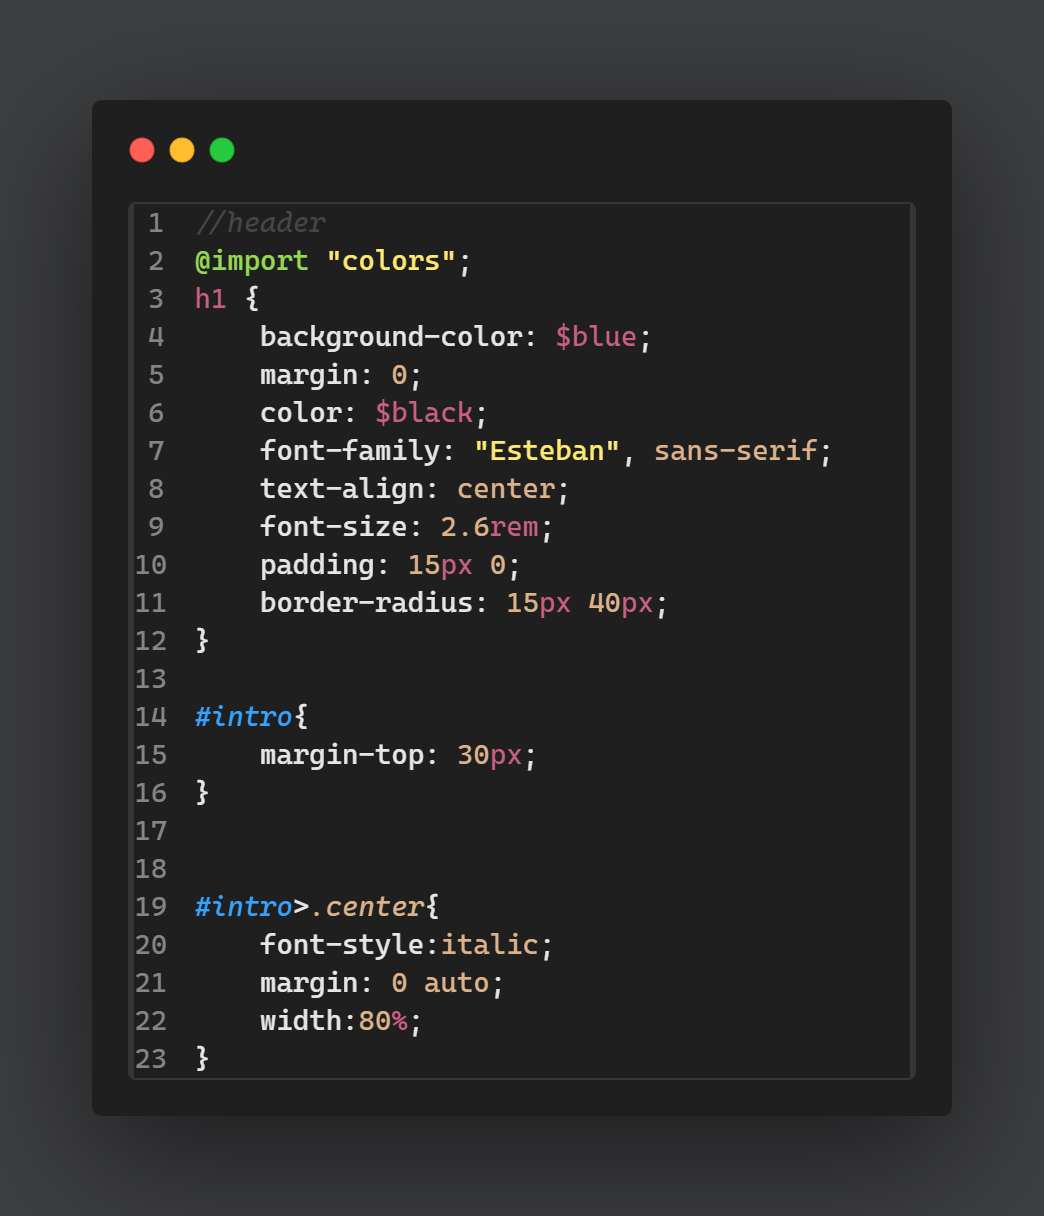 1 //header
2 @import "colors";
3 h1 {
4     background-color: $blue;
5     margin: 0;
6     color: $black;
7     font-family: "Esteban", sans-serif;
8     text-align: center;
9     font-size: 2.6rem;
10     padding: 15px 0;
11     border-radius: 15px 40px;
12 }
13
14 #intro{
15     margin-top: 30px;
16 }
17
18
19 #intro>.center{
20     font-style:italic;
21     margin: 0 auto;
22     width:80%;
23 }